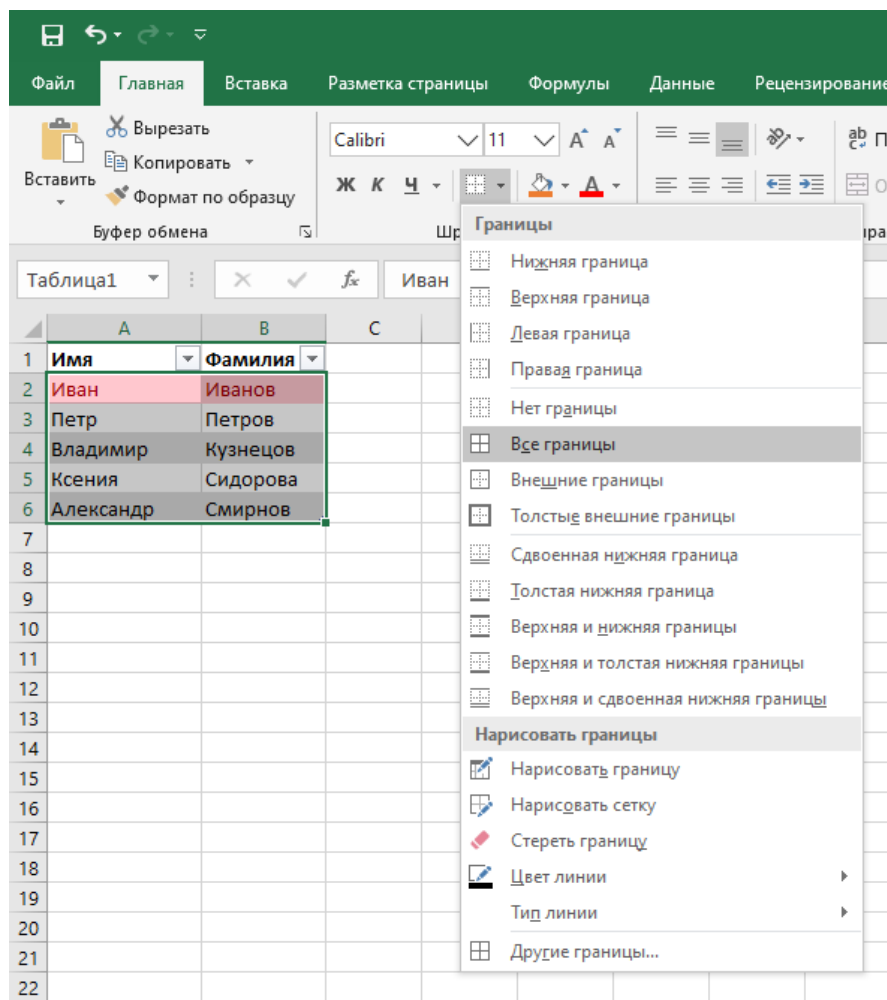 Файл Главная Вставка Разметка страницы Формулы Данные Рецензирование
Вставить
Вырезать
Копировать
Формат по образцу
Буфер обмена
Calibri 11
Ж К Ч
Таблица1 fx Иван
Границы
Нижняя граница
Верхняя граница
Левая граница
Правая граница
Нет границы
Все границы
Внешние границы
Толстые внешние границы
Сдвоенная нижняя граница
Толстая нижняя граница
Верхняя и нижняя границы
Верхняя и толстая нижняя границы
Верхняя и сдвоенная нижняя границы
Нарисовать границы
Нарисовать границу
Нарисовать сетку
Стереть границу
Цвет линии
Тип линии
Другие границы...
A B C
1 Имя Фамилия
2 Иван Иванов
3 Петр Петров
4 Владимир Кузнецов
5 Ксения Сидорова
6 Александр Смирнов
7
8
9
10
11
12
13
14
15
16
17
18
19
20
21
22